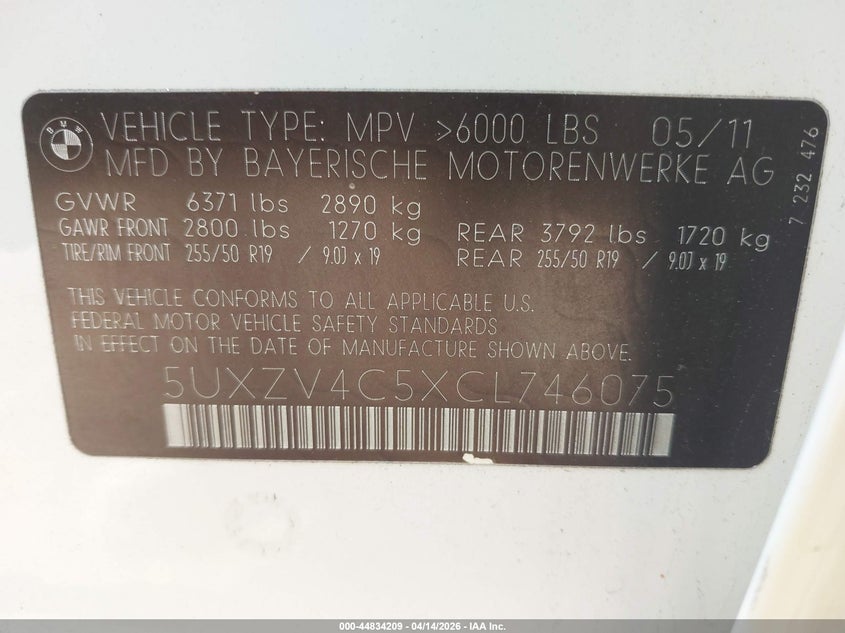 BMW
VEHICLE TYPE: MPV >6000 LBS 05/11
MFD BY BAYERISCHE MOTORENWERKE AG
GVWR 6371 lbs 2890 kg
GAWR FRONT 2800 lbs 1270 kg REAR 3792 lbs 1720 kg
TIRE/RIM FRONT 255/50 R19 / 9.0J x 19 REAR 255/50 R19 / 9.0J x 19
THIS VEHICLE CONFORMS TO ALL APPLICABLE U.S.
FEDERAL MOTOR VEHICLE SAFETY STANDARDS
IN EFFECT ON THE DATE OF MANUFACTURE SHOWN ABOVE.
5UXZV4C5XCL746075
7 232 476
000-44834209 - 04/14/2026 - IAA Inc.